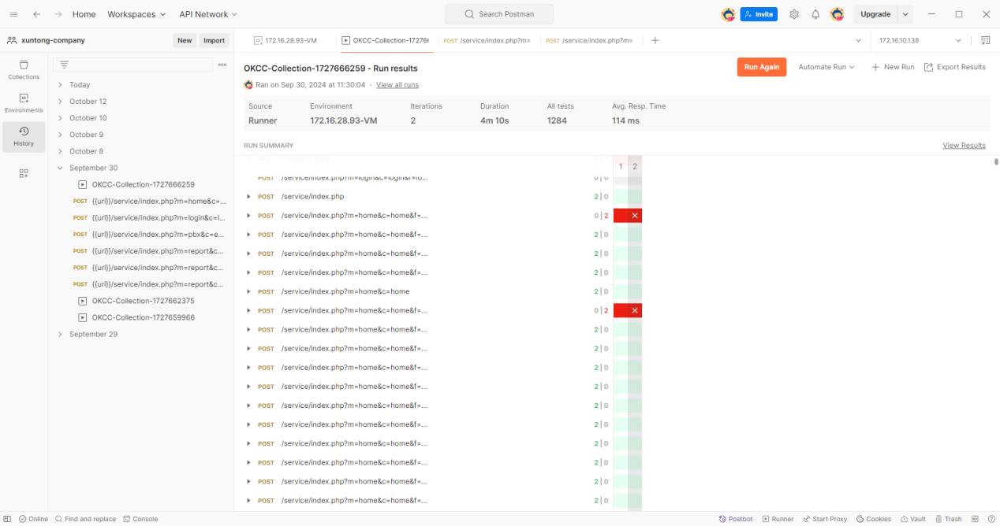 Home Workspaces API Network Search Postman Invite Upgrade
xuntong-company New Import 172.16.28.93-VM OKCC-Collection-17276 POST /service/index.php?m= POST /service/index.php?m= 172.16.10.138
Collections
Environments
History
Today
October 12
October 10
October 9
October 8
September 30
OKCC-Collection-1727666259
POST {{url}}/service/index.php?m=home&c=...
POST {{url}}/service/index.php?m=login&c=l...
POST {{url}}/service/index.php?m=pbx&c=e...
POST {{url}}/service/index.php?m=report&c...
POST {{url}}/service/index.php?m=report&c...
POST {{url}}/service/index.php?m=report&c...
OKCC-Collection-1727662375
OKCC-Collection-1727659966
September 29
OKCC-Collection-1727666259 - Run results
Run Again Automate Run New Run Export Results
Ran on Sep 30, 2024 at 11:30:04 · View all runs
Source Environment Iterations Duration All tests Avg. Resp. Time
Runner 172.16.28.93-VM 2 4m 10s 1284 114 ms
RUN SUMMARY View Results
1 2
POST /service/index.php?m=login&c=login&f=lo... 0 | 0
POST /service/index.php 2 | 0
POST /service/index.php?m=home&c=home&f=... 0 | 2
POST /service/index.php?m=home&c=home&f=... 2 | 0
POST /service/index.php?m=home&c=home&f=... 2 | 0
POST /service/index.php?m=home&c=home&f=... 2 | 0
POST /service/index.php?m=home&c=home 2 | 0
POST /service/index.php?m=home&c=home&f=... 0 | 2
POST /service/index.php?m=home&c=home&f=... 2 | 0
POST /service/index.php?m=home&c=home&f=... 2 | 0
POST /service/index.php?m=home&c=home&f=... 2 | 0
POST /service/index.php?m=home&c=home&f=... 2 | 0
POST /service/index.php?m=home&c=home&f=... 2 | 0
POST /service/index.php?m=home&c=home&f=... 2 | 0
POST /service/index.php?m=home&c=home&f=... 2 | 0
POST /service/index.php?m=home&c=home&f=... 2 | 0
POST /service/index.php?m=home&c=home&f=... 2 | 0
POST /service/index.php?m=home&c=home&f=... 2 | 0
Online Find and replace Console Postbot Runner Start Proxy Cookies Vault Trash